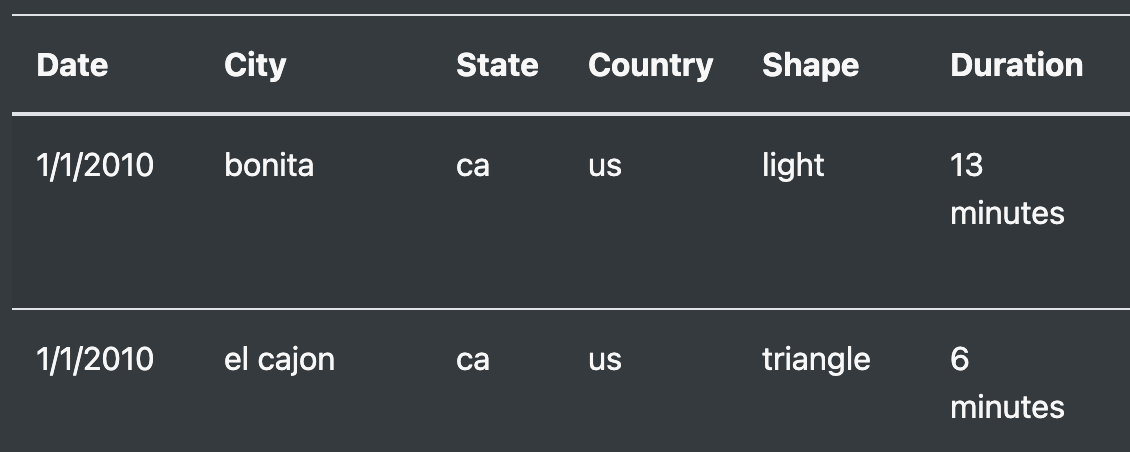 Date City State Country Shape Duration
1/1/2010 bonita ca us light 13
minutes
1/1/2010 el cajon ca us triangle 6
minutes